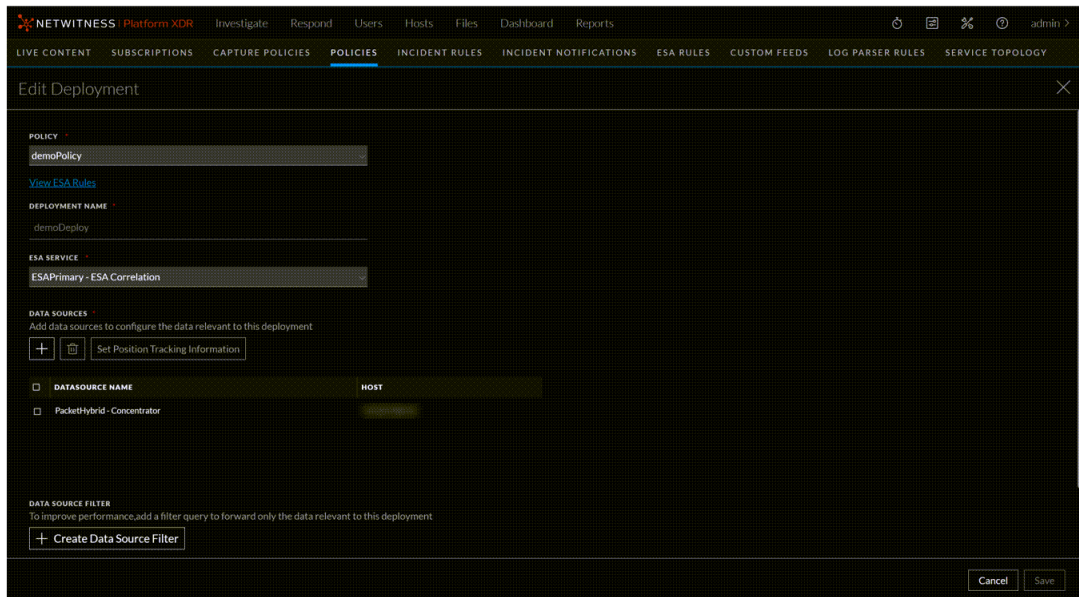 NETWITNESS Platform XDR Investigate Respond Users Hosts Files Dashboard Reports admin >
LIVE CONTENT SUBSCRIPTIONS CAPTURE POLICIES POLICIES INCIDENT RULES INCIDENT NOTIFICATIONS ESA RULES CUSTOM FEEDS LOG PARSER RULES SERVICE TOPOLOGY
Edit Deployment
POLICY *
demoPolicy
View ESA Rules
DEPLOYMENT NAME *
demoDeploy
ESA SERVICE *
ESAPrimary - ESA Correlation
DATA SOURCES *
Add data sources to configure the data relevant to this deployment
Set Position Tracking Information
DATASOURCE NAME HOST
PacketHybrid - Concentrator
DATA SOURCE FILTER
To improve performance,add a filter query to forward only the data relevant to this deployment
+ Create Data Source Filter
Cancel Save